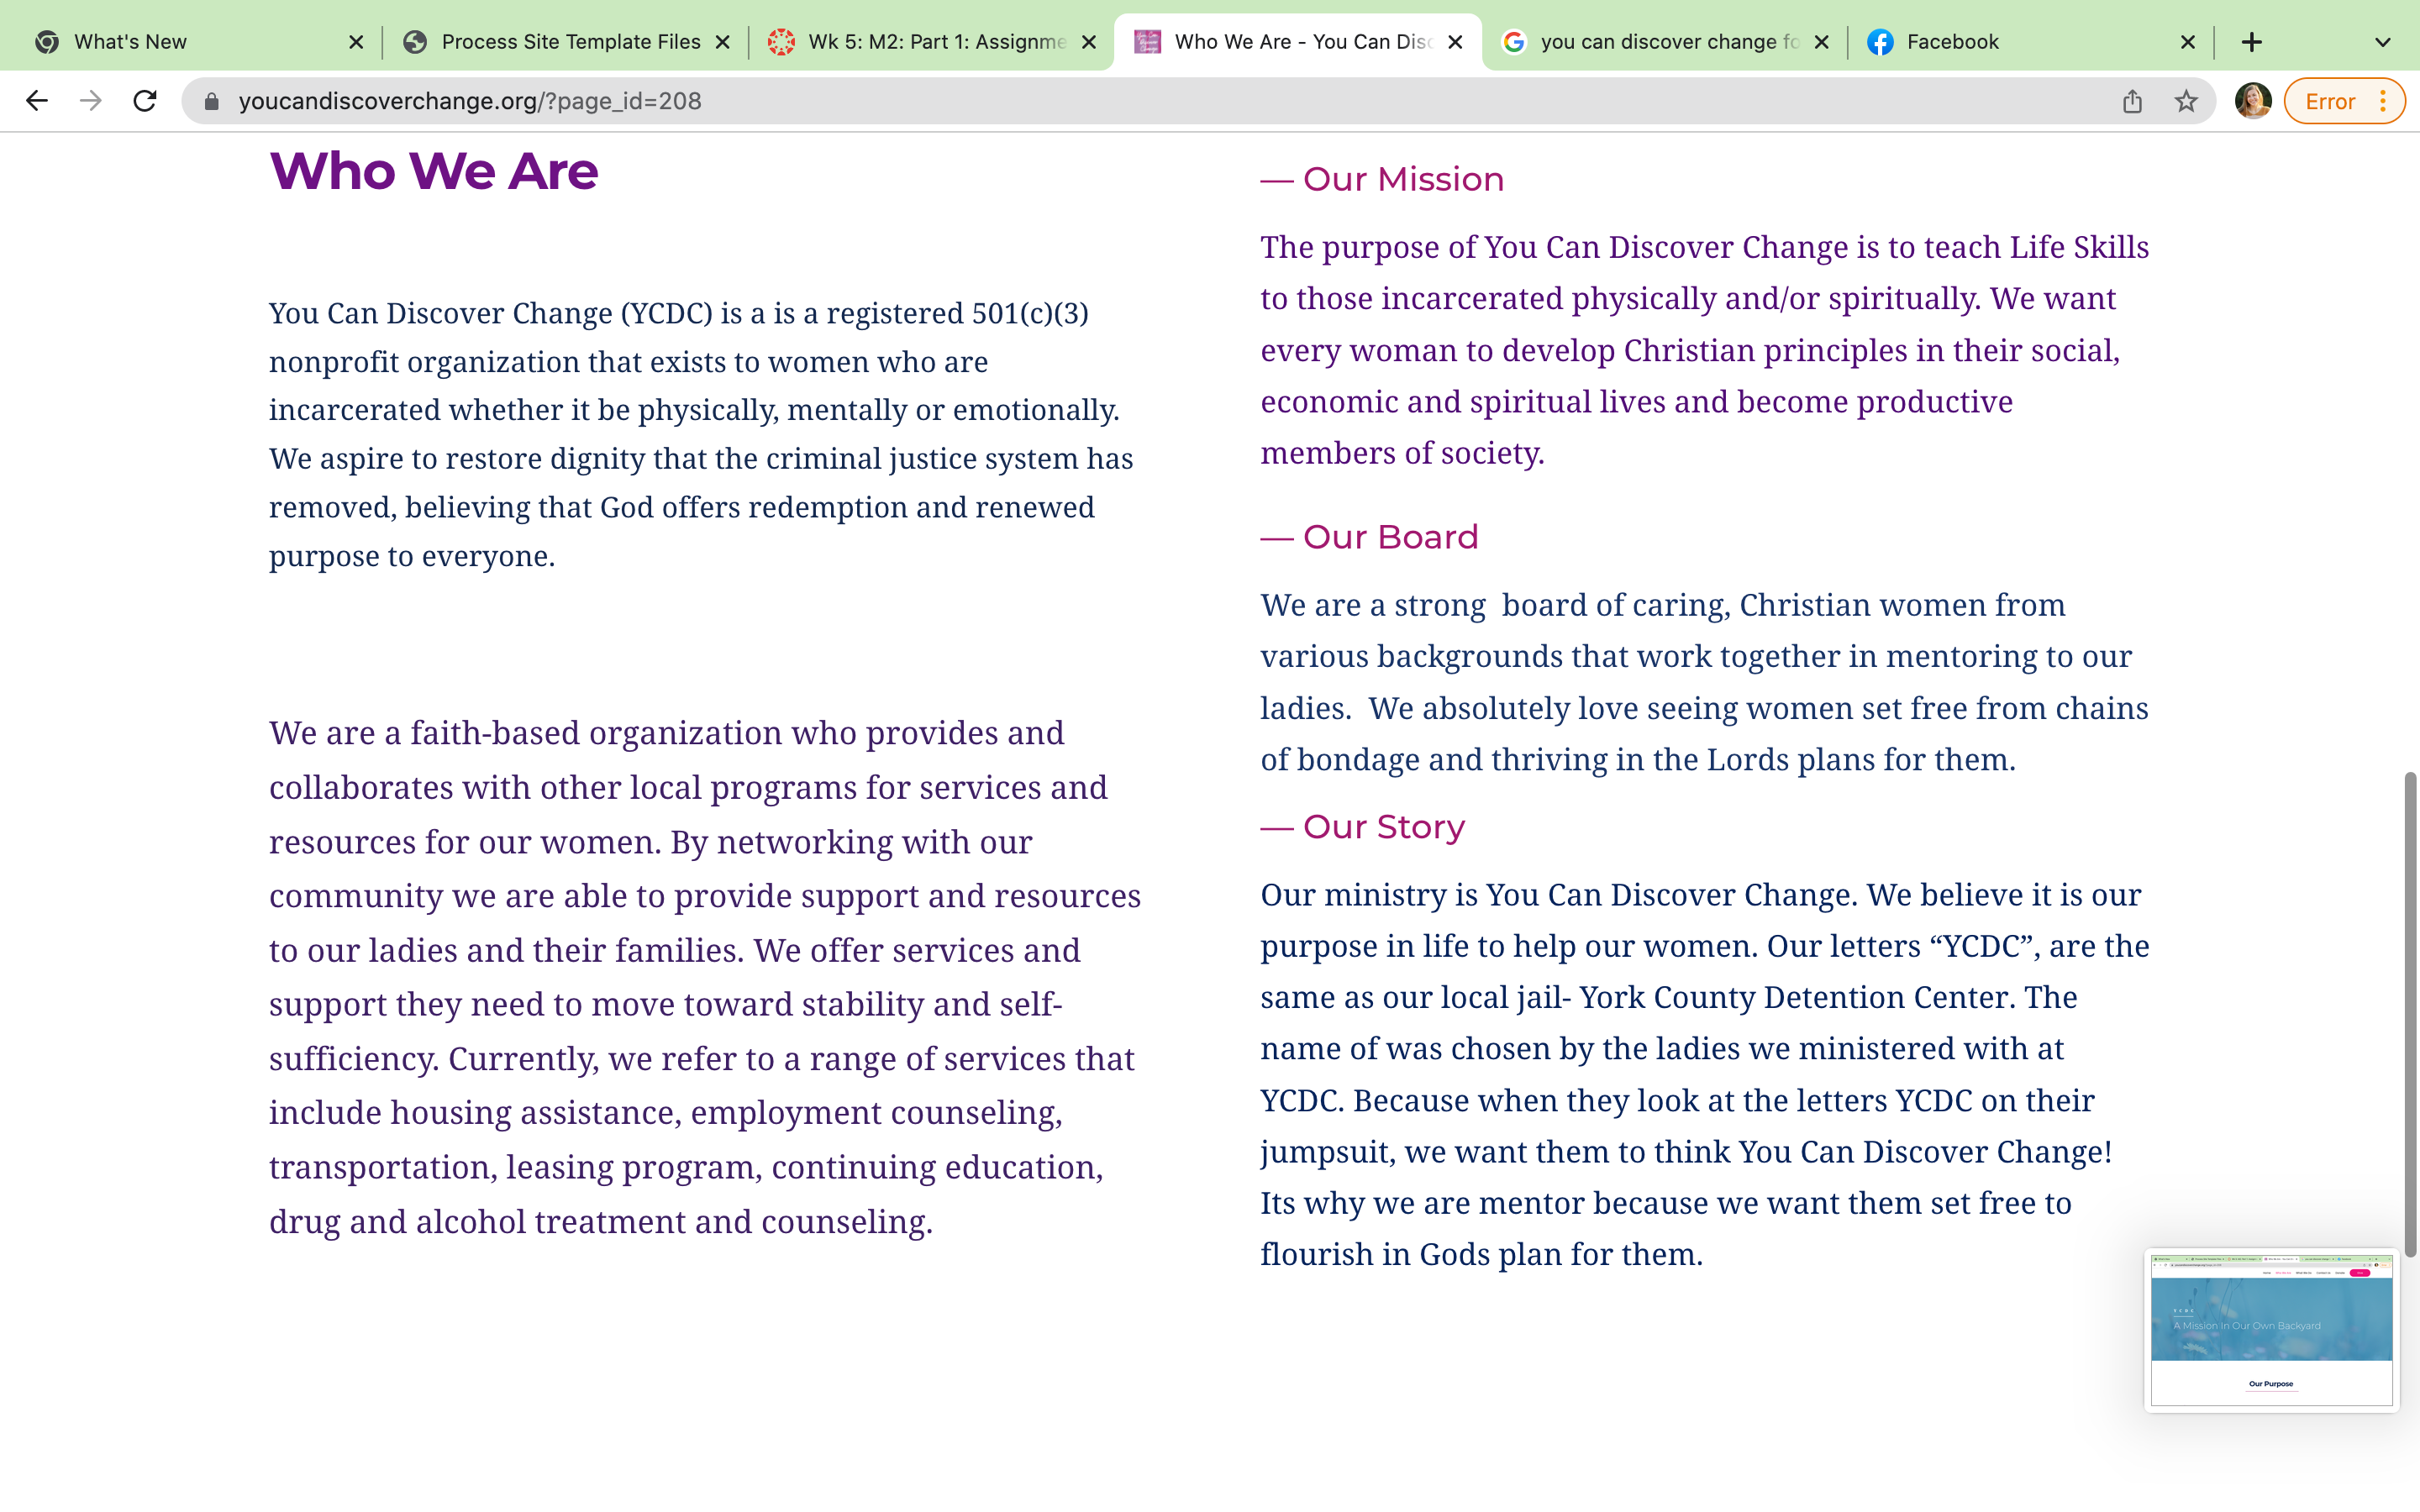 What's New
Process Site Template Files
Wk 5: M2: Part 1: Assignme
Who We Are - You Can Disc
you can discover change fo
Facebook
youcandiscoverchange.org/?page_id=208
Error
Who We Are
You Can Discover Change (YCDC) is a is a registered 501(c)(3)
nonprofit organization that exists to women who are
incarcerated whether it be physically, mentally or emotionally.
We aspire to restore dignity that the criminal justice system has
removed, believing that God offers redemption and renewed
purpose to everyone.
We are a faith-based organization who provides and
collaborates with other local programs for services and
resources for our women. By networking with our
community we are able to provide support and resources
to our ladies and their families. We offer services and
support they need to move toward stability and self-
sufficiency. Currently, we refer to a range of services that
include housing assistance, employment counseling,
transportation, leasing program, continuing education,
drug and alcohol treatment and counseling.
— Our Mission
The purpose of You Can Discover Change is to teach Life Skills
to those incarcerated physically and/or spiritually. We want
every woman to develop Christian principles in their social,
economic and spiritual lives and become productive
members of society.
— Our Board
We are a strong  board of caring, Christian women from
various backgrounds that work together in mentoring to our
ladies.  We absolutely love seeing women set free from chains
of bondage and thriving in the Lords plans for them.
— Our Story
Our ministry is You Can Discover Change. We believe it is our
purpose in life to help our women. Our letters “YCDC”, are the
same as our local jail- York County Detention Center. The
name of was chosen by the ladies we ministered with at
YCDC. Because when they look at the letters YCDC on their
jumpsuit, we want them to think You Can Discover Change!
Its why we are mentor because we want them set free to
flourish in Gods plan for them.
YCDC
A Mission In Our Own Backyard
Our Purpose